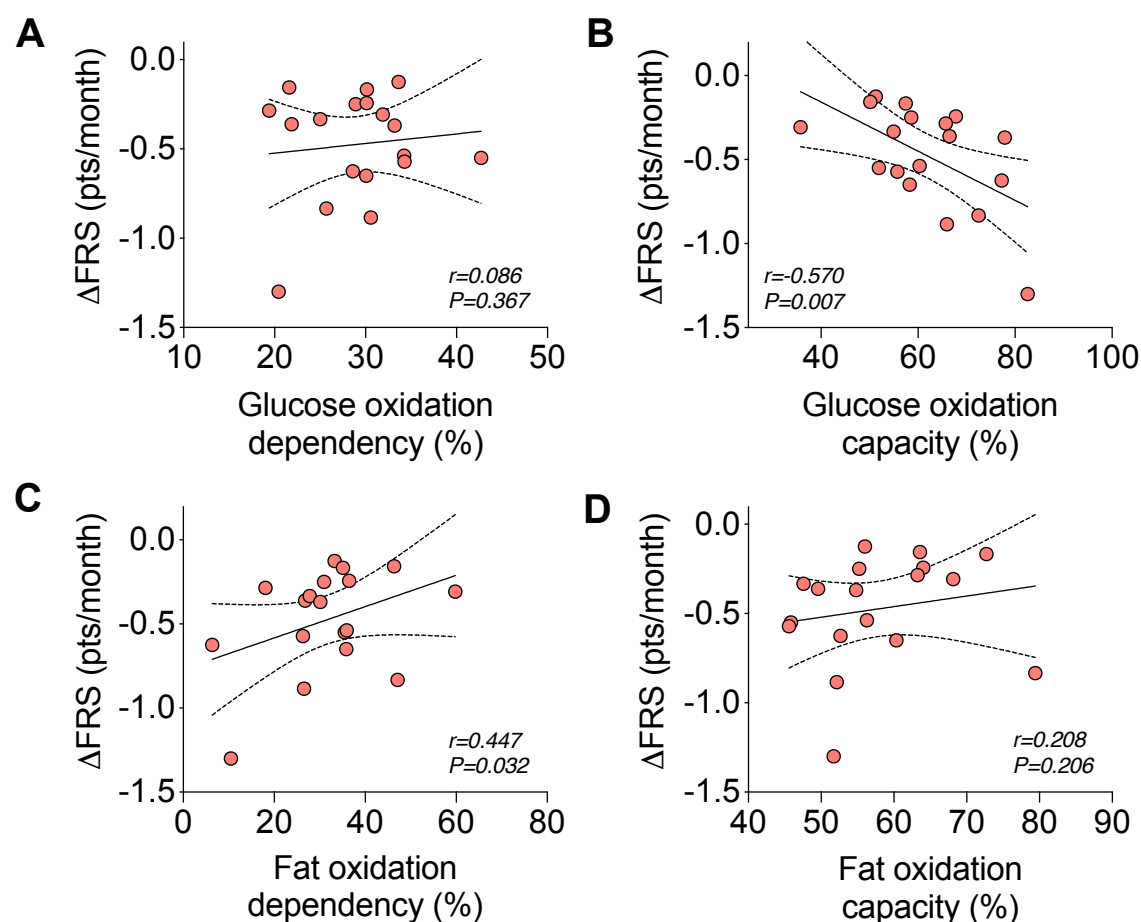 A
ΔFRS (pts/month)
0.0
-0.5
-1.0
-1.5
r=0.086
P=0.367
10 20 30 40 50
Glucose oxidation
dependency (%)
B
ΔFRS (pts/month)
0.0
-0.5
-1.0
-1.5
r=-0.570
P=0.007
40 60 80 100
Glucose oxidation
capacity (%)
C
ΔFRS (pts/month)
0.0
-0.5
-1.0
-1.5
r=0.447
P=0.032
0 20 40 60 80
Fat oxidation
dependency (%)
D
ΔFRS (pts/month)
0.0
-0.5
-1.0
-1.5
r=0.208
P=0.206
40 50 60 70 80 90
Fat oxidation
capacity (%)